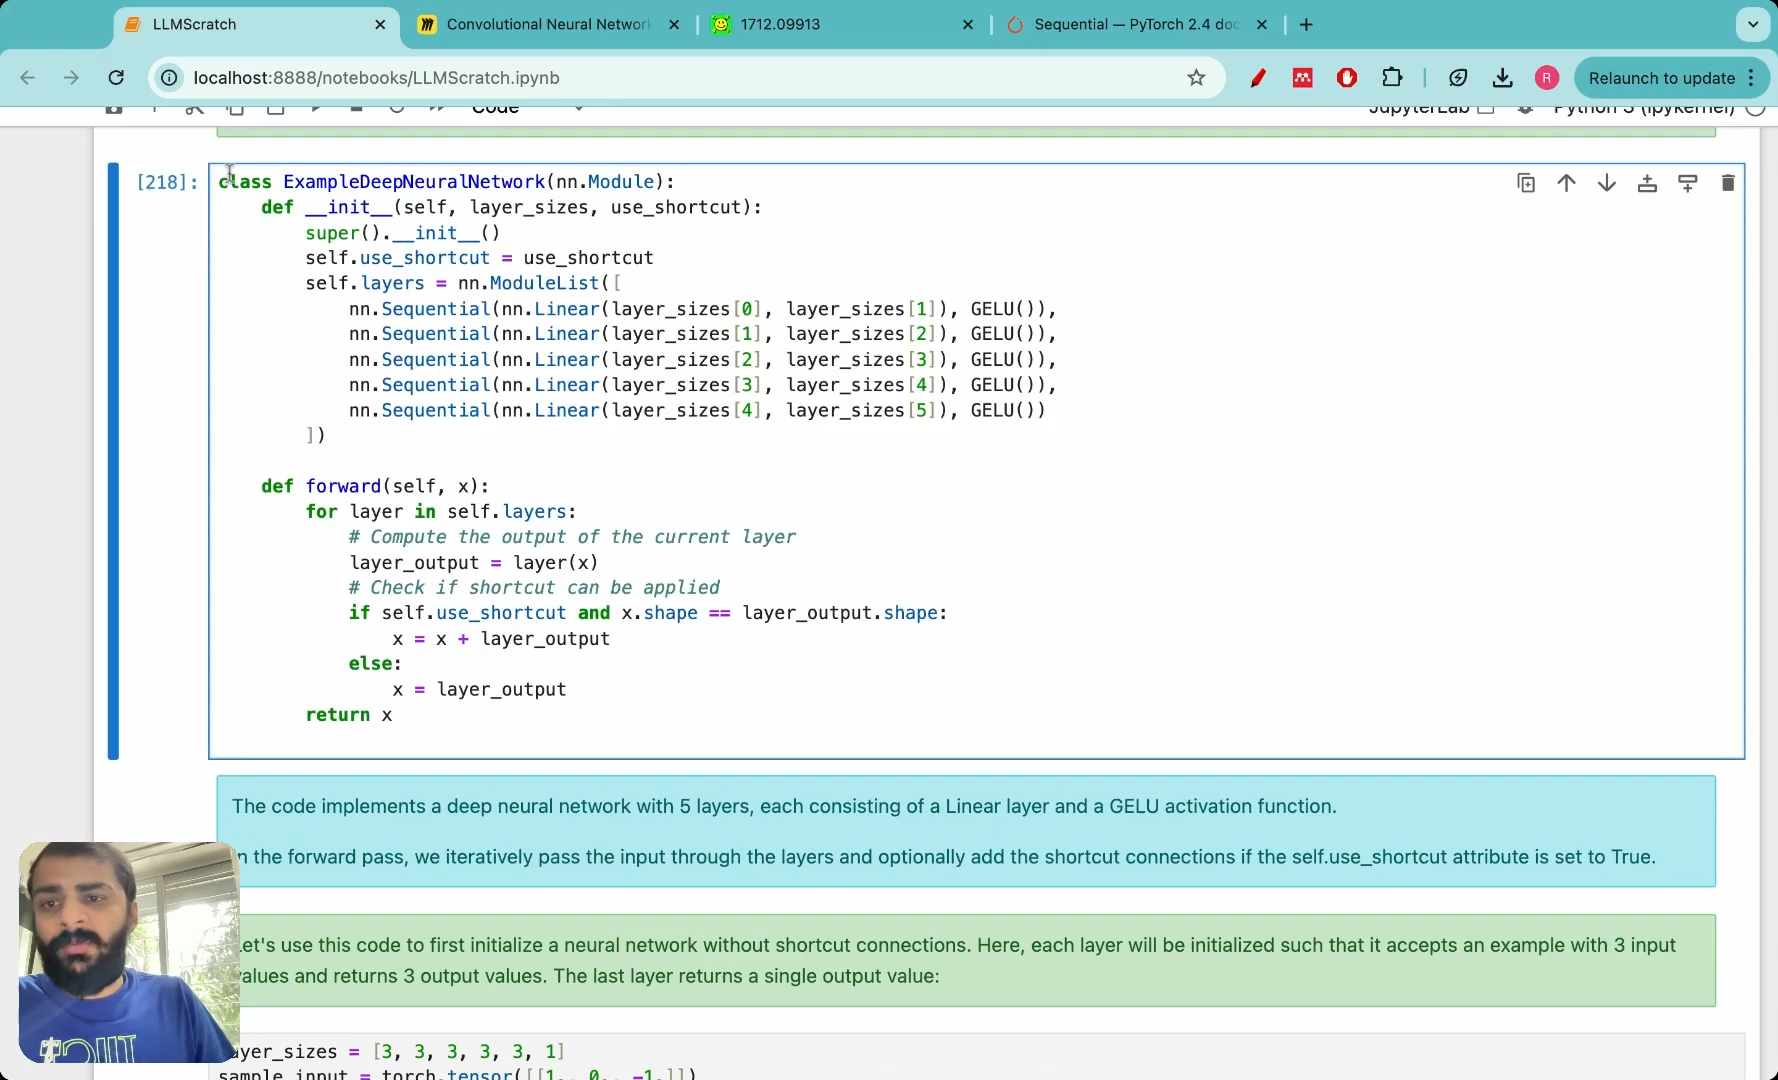 LLMScratch
Convolutional Neural Network
1712.09913
Sequential — PyTorch 2.4 doc
localhost:8888/notebooks/LLMScratch.ipynb
R
Relaunch to update
Code
JupyterLab
Python 3 (ipykernel)
[218]:
class ExampleDeepNeuralNetwork(nn.Module):
def __init__(self, layer_sizes, use_shortcut):
super().__init__()
self.use_shortcut = use_shortcut
self.layers = nn.ModuleList([
nn.Sequential(nn.Linear(layer_sizes[0], layer_sizes[1]), GELU()),
nn.Sequential(nn.Linear(layer_sizes[1], layer_sizes[2]), GELU()),
nn.Sequential(nn.Linear(layer_sizes[2], layer_sizes[3]), GELU()),
nn.Sequential(nn.Linear(layer_sizes[3], layer_sizes[4]), GELU()),
nn.Sequential(nn.Linear(layer_sizes[4], layer_sizes[5]), GELU())
])
def forward(self, x):
for layer in self.layers:
# Compute the output of the current layer
layer_output = layer(x)
# Check if shortcut can be applied
if self.use_shortcut and x.shape == layer_output.shape:
x = x + layer_output
else:
x = layer_output
return x
The code implements a deep neural network with 5 layers, each consisting of a Linear layer and a GELU activation function.
n the forward pass, we iteratively pass the input through the layers and optionally add the shortcut connections if the self.use_shortcut attribute is set to True.
et's use this code to first initialize a neural network without shortcut connections. Here, each layer will be initialized such that it accepts an example with 3 input
alues and returns 3 output values. The last layer returns a single output value:
ayer_sizes = [3, 3, 3, 3, 3, 1]
sample_input = torch.tensor([[1., 0., -1.]])